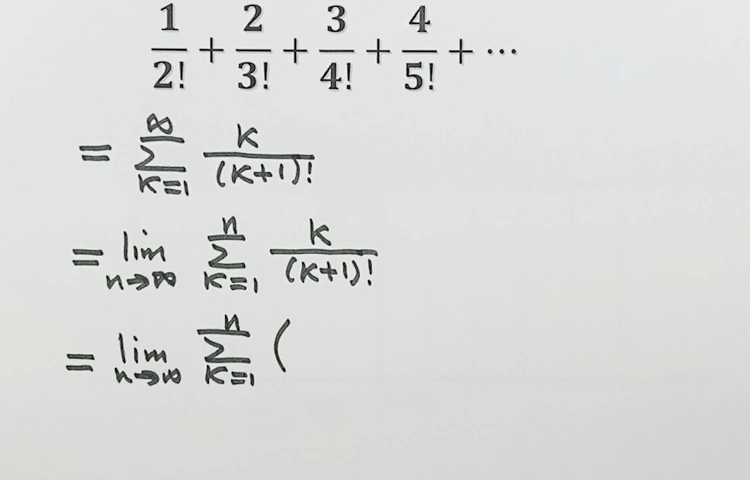 1/2! + 2/3! + 3/4! + 4/5! + ⋯
= ∑_{k=1}^{∞} k/(k+1)!
= lim_{n→∞} ∑_{k=1}^{n} k/(k+1)!
= lim_{n→∞} ∑_{k=1}^{n} (